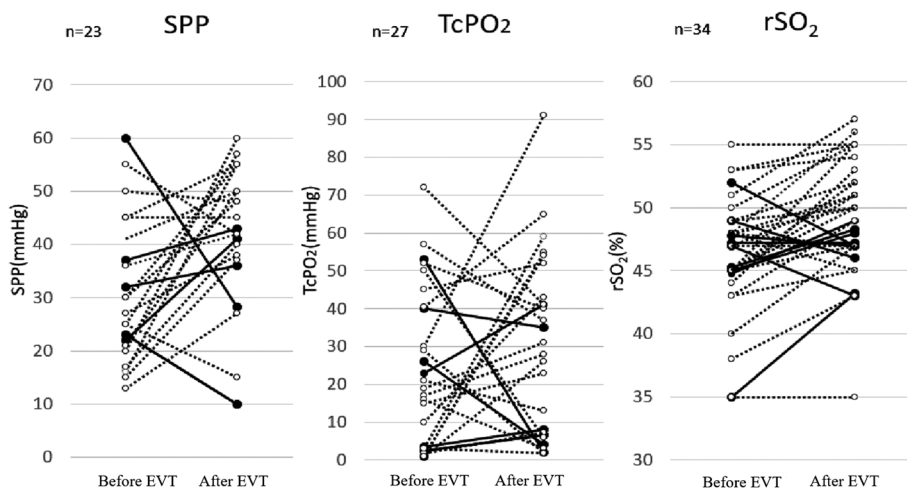 n=23 SPP
SPP(mmHg)
70
60
50
40
30
20
10
0
Before EVT After EVT
n=27 TcPO₂
TcPO₂(mmHg)
100
90
80
70
60
50
40
30
20
10
0
Before EVT After EVT
n=34 rSO₂
rSO₂(%)
60
55
50
45
40
35
30
Before EVT After EVT